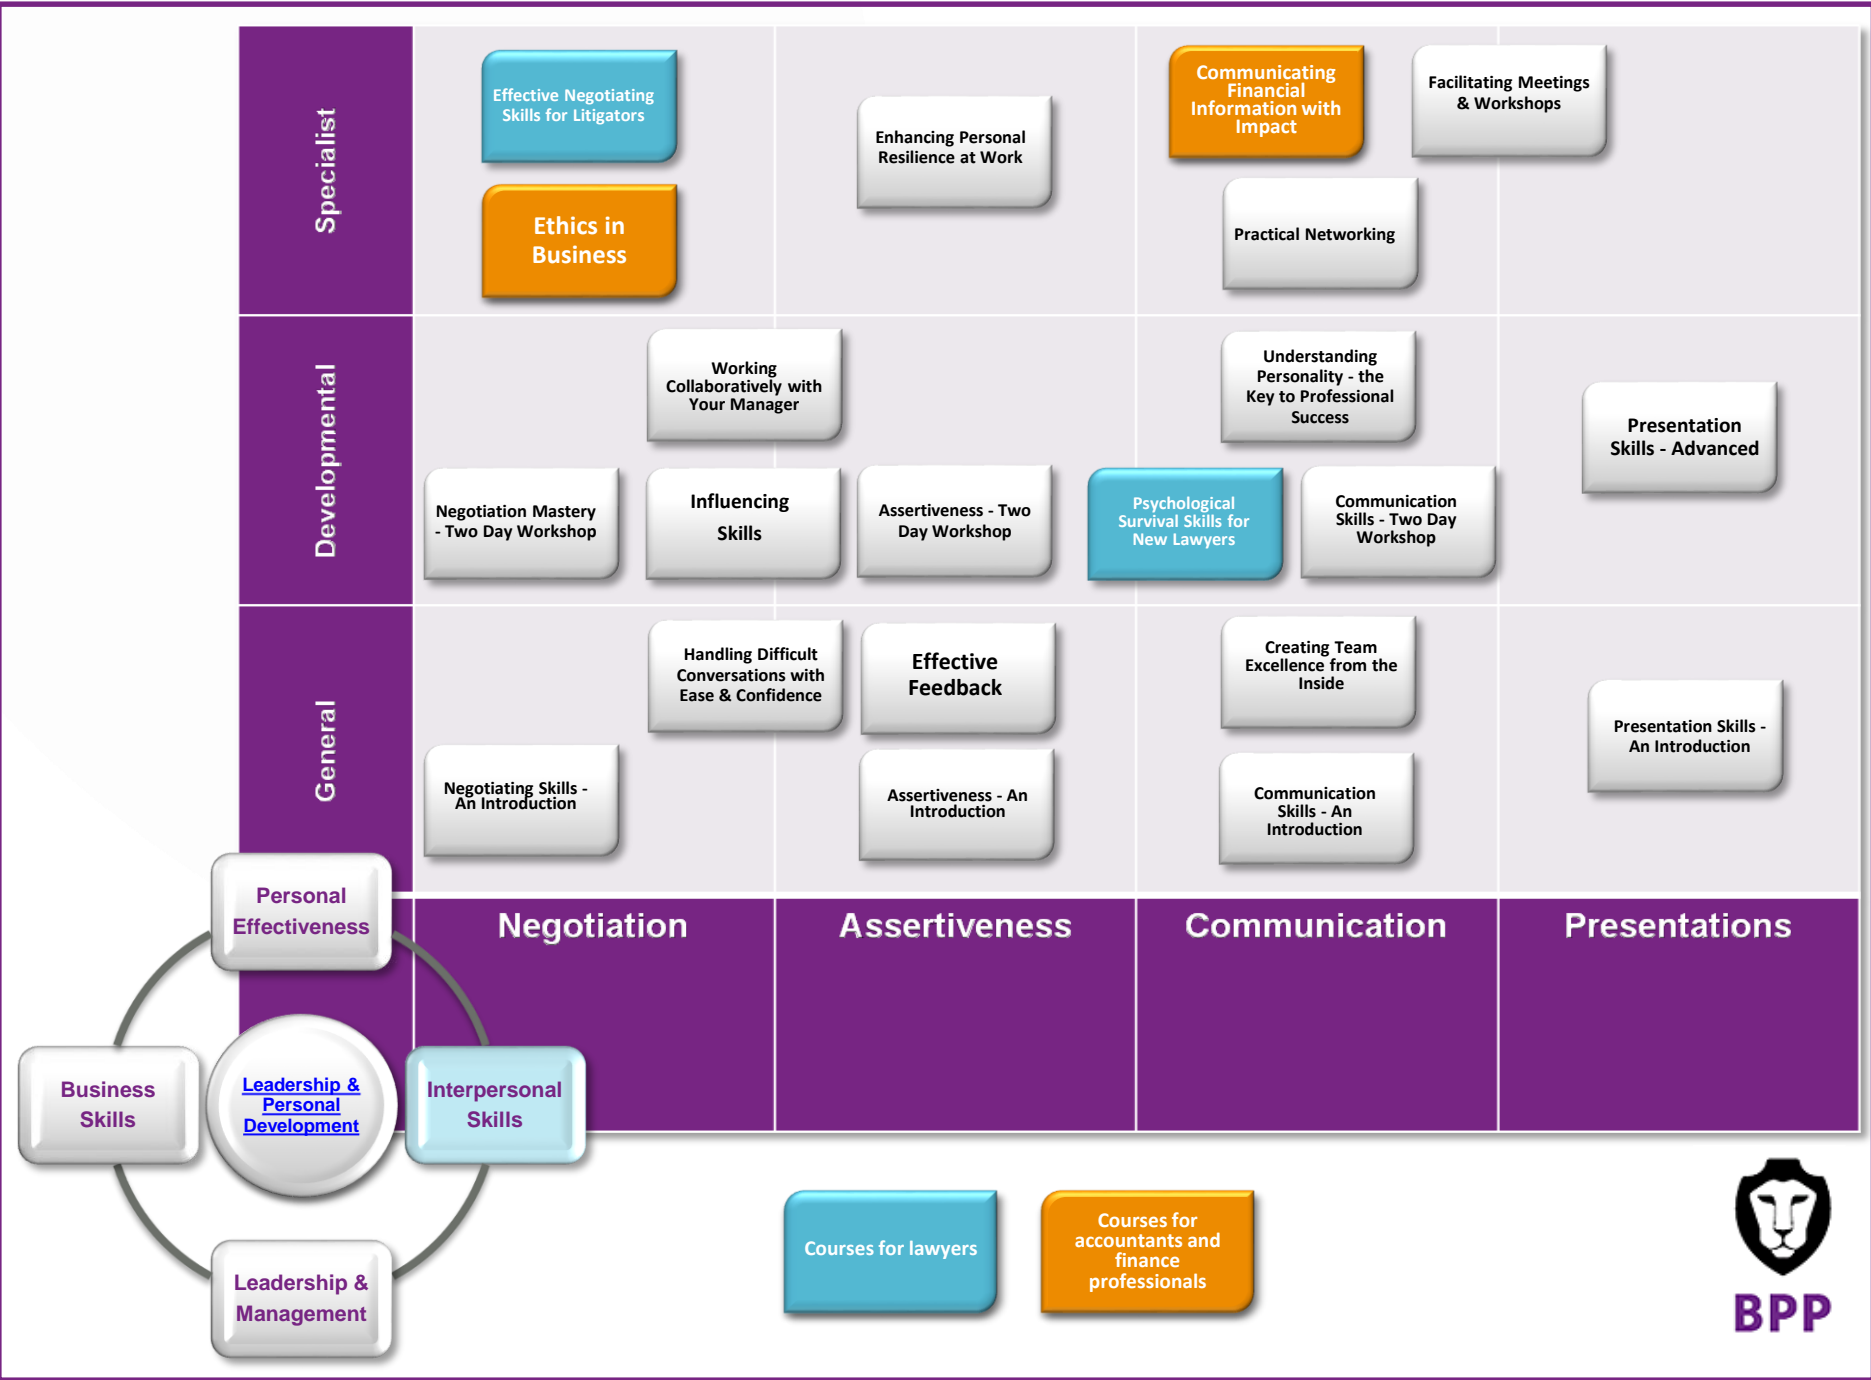 Specialist
Effective Negotiating
Skills for Litigators
Ethics in
Business
Enhancing Personal
Resilience at Work
Communicating
Financial
Information with
Impact
Facilitating Meetings
& Workshops
Practical Networking
Developmental
Working
Collaboratively with
Your Manager
Understanding
Personality - the
Key to Professional
Success
Presentation
Skills - Advanced
Negotiation Mastery
- Two Day Workshop
Influencing
Skills
Assertiveness - Two
Day Workshop
Psychological
Survival Skills for
New Lawyers
Communication
Skills - Two Day
Workshop
General
Handling Difficult
Conversations with
Ease & Confidence
Effective
Feedback
Creating Team
Excellence from the
Inside
Presentation Skills -
An Introduction
Negotiating Skills -
An Introduction
Assertiveness - An
Introduction
Communication
Skills - An
Introduction
Negotiation
Assertiveness
Communication
Presentations
Personal
Effectiveness
Business
Skills
Leadership &
Personal
Development
Interpersonal
Skills
Leadership &
Management
Courses for lawyers
Courses for
accountants and
finance
professionals
BPP